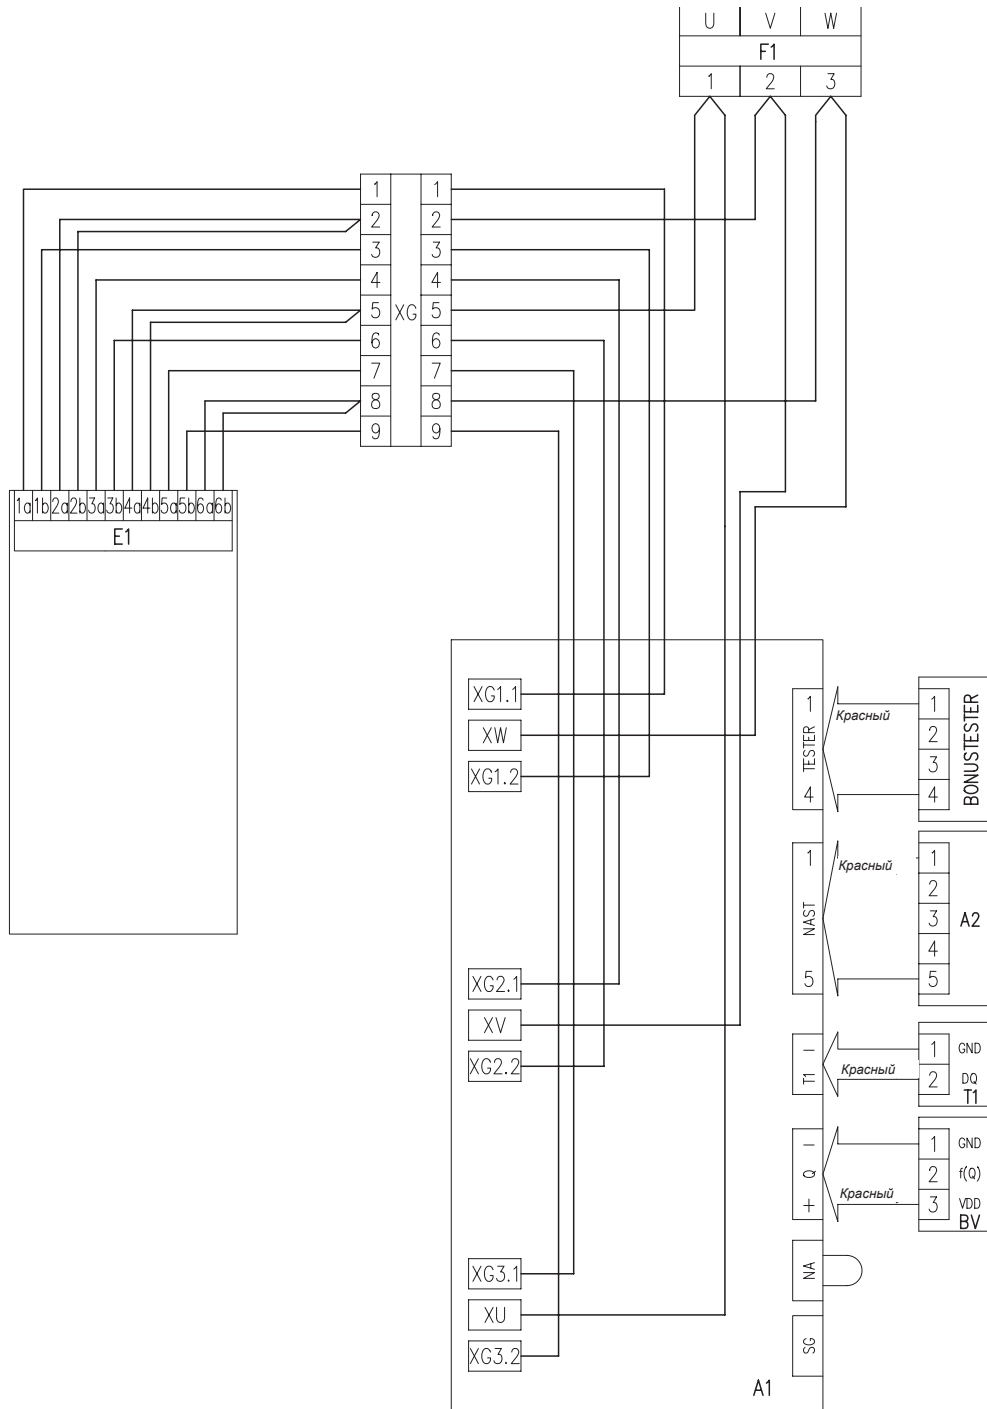 U V W
F1
1 2 3
1 1
2 2
3 3
4 4
5 XG 5
6 6
7 7
8 8
9 9
1a 1b 2a 2b 3a 3b 4a 4b 5a 5b 6a 6b
E1
XG1.1
XW
XG1.2
XG2.1
XV
XG2.2
XG3.1
XU
XG3.2
A1
1 TESTER 4
Красный
1
2
3
4
BONUSTESTER
1 NAST 5
Красный
1
2
3
4
5
A2
T1 –
Красный
1 GND
2 DQ
T1
+ Q –
Красный
1 GND
2 f(Q)
3 VDD
BV
NA
SG